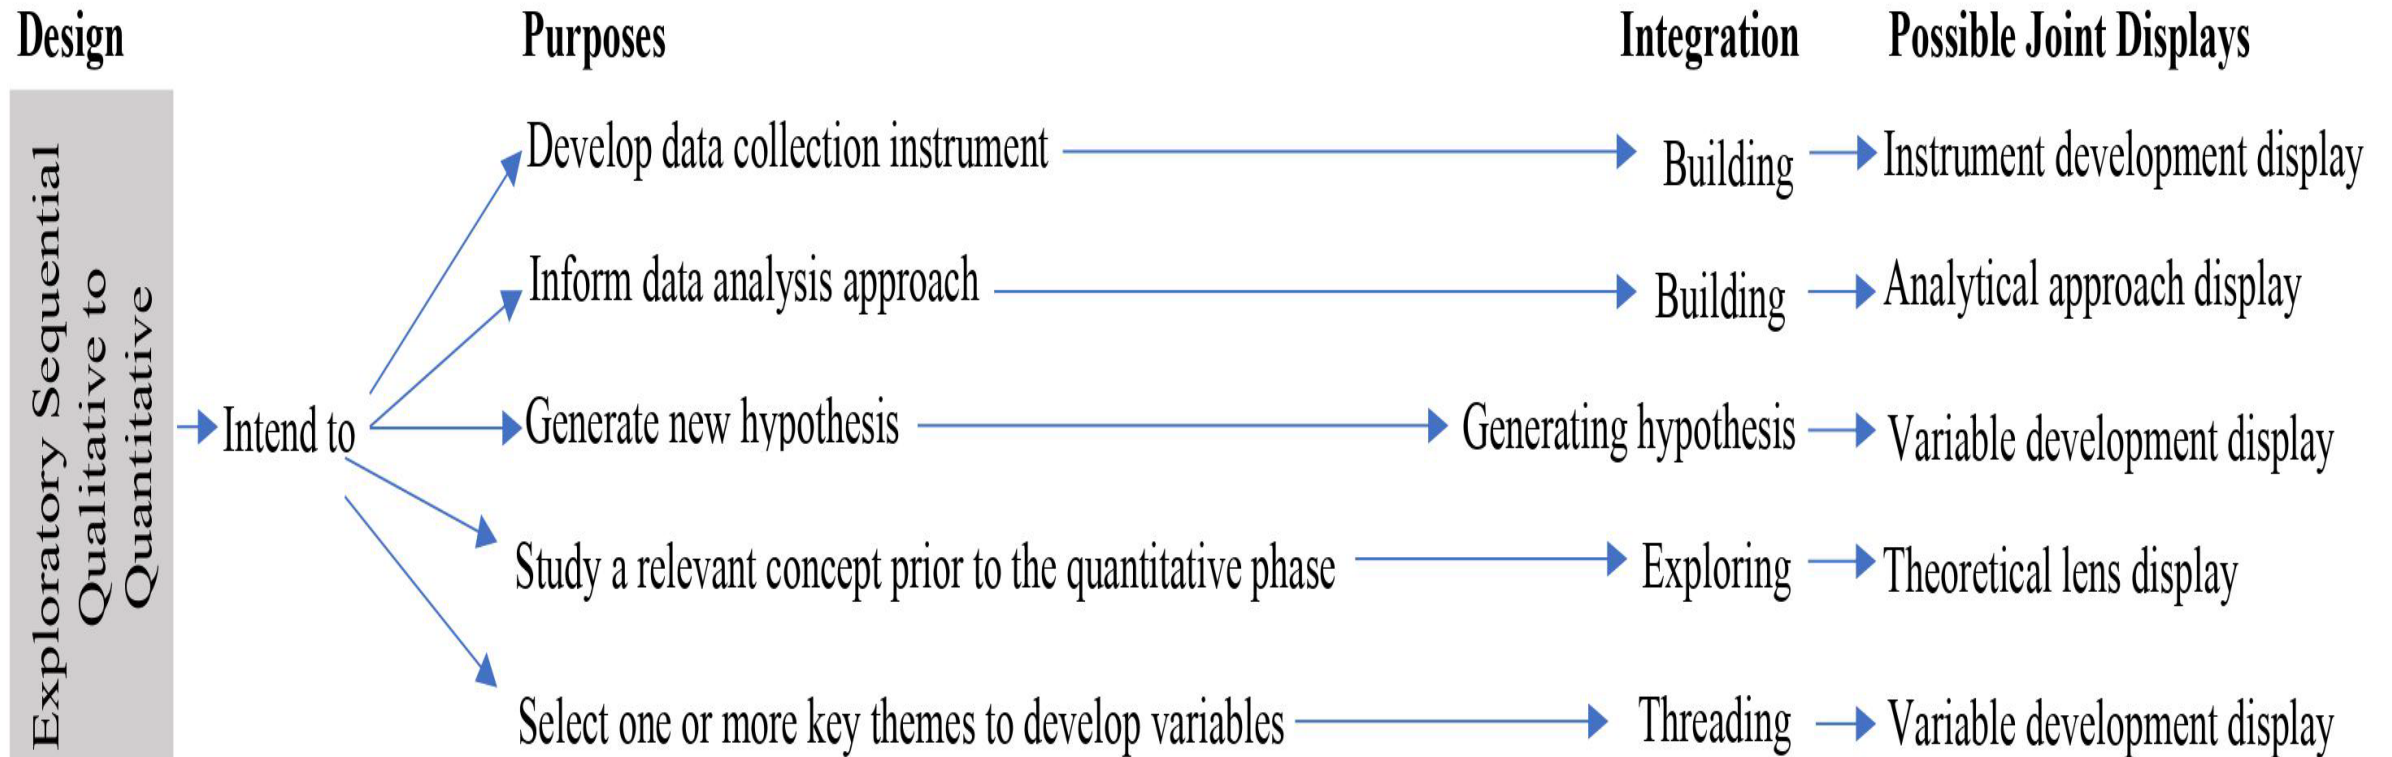 Design Purposes Integration Possible Joint Displays
Exploratory Sequential
Qualitative to
Quantitative
Intend to
Develop data collection instrument Building Instrument development display
Inform data analysis approach Building Analytical approach display
Generate new hypothesis Generating hypothesis Variable development display
Study a relevant concept prior to the quantitative phase Exploring Theoretical lens display
Select one or more key themes to develop variables Threading Variable development display